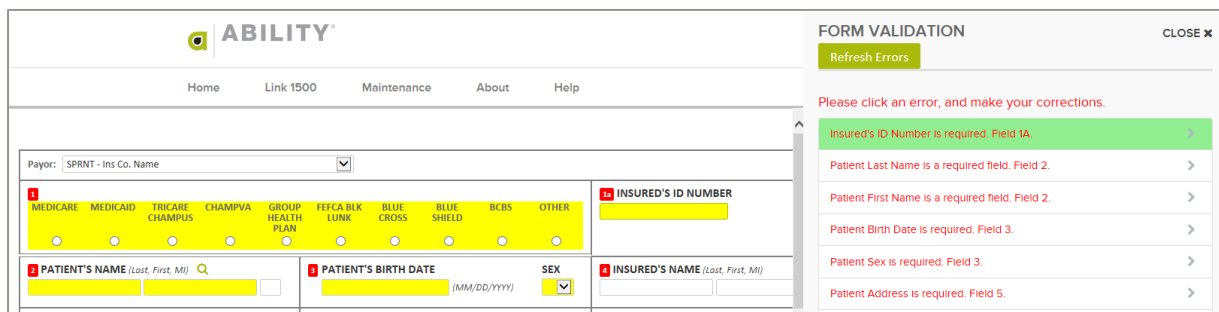 ABILITY®
Home Link 1500 Maintenance About Help
Payor: SPRNT - Ins Co. Name
1
MEDICARE MEDICAID TRICARE CHAMPUS CHAMPVA GROUP HEALTH PLAN FEFCA BLK LUNK BLUE CROSS BLUE SHIELD BCBS OTHER
1a INSURED'S ID NUMBER
2 PATIENT'S NAME (Last, First, MI)
3 PATIENT'S BIRTH DATE SEX
(MM/DD/YYYY)
4 INSURED'S NAME (Last, First, MI)
FORM VALIDATION
CLOSE ✖
Refresh Errors
Please click an error, and make your corrections.
Insured's ID Number is required. Field 1A.
Patient Last Name is a required field. Field 2.
Patient First Name is a required field. Field 2.
Patient Birth Date is required. Field 3.
Patient Sex is required. Field 3.
Patient Address is required. Field 5.